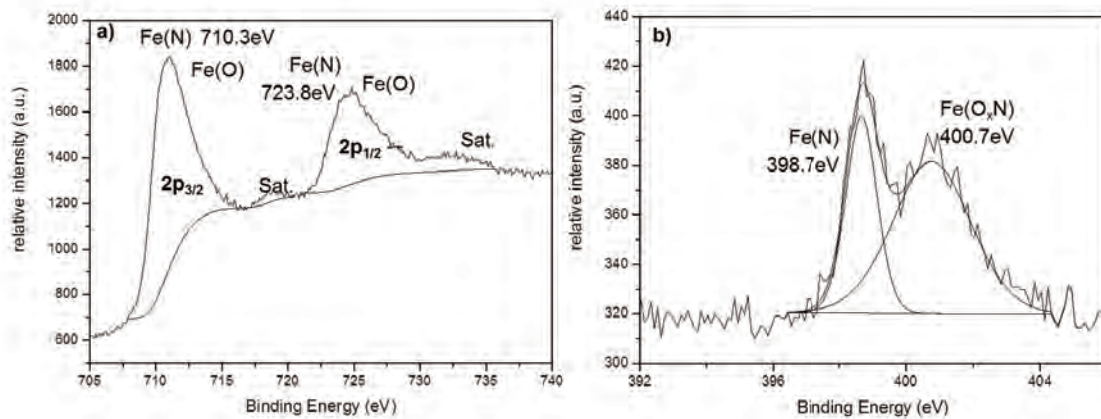 a)
Fe(N) 710.3eV
Fe(O)
Fe(N)
723.8eV
Fe(O)
2p3/2
Sat.
2p1/2
Sat.
relative intensity (a.u.)
2000
1800
1600
1400
1200
1000
800
600
705 710 715 720 725 730 735 740
Binding Energy (eV)
b)
Fe(N)
398.7eV
Fe(OxN)
400.7eV
relative intensity (a.u.)
440
420
400
380
360
340
320
300
392 396 400 404
Binding Energy (eV)